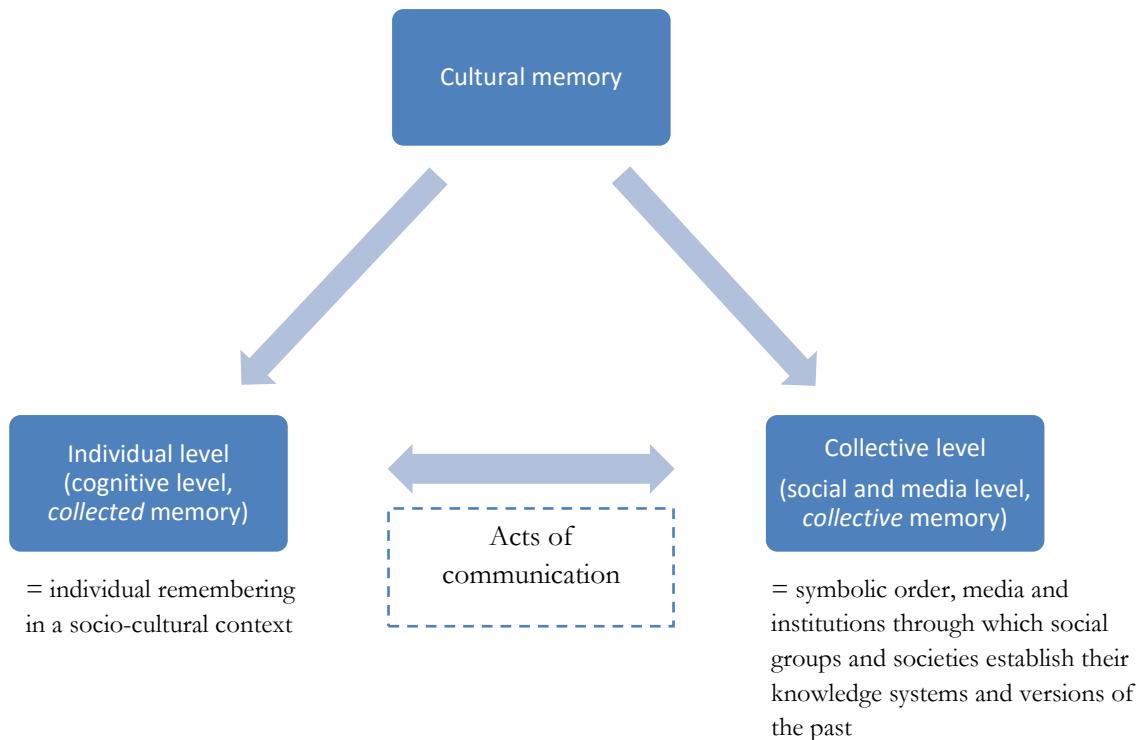 Cultural memory
Individual level
(cognitive level,
collected memory)
Collective level
(social and media level,
collective memory)
Acts of
communication
= individual remembering
in a socio-cultural context
= symbolic order, media and
institutions through which social
groups and societies establish their
knowledge systems and versions of
the past